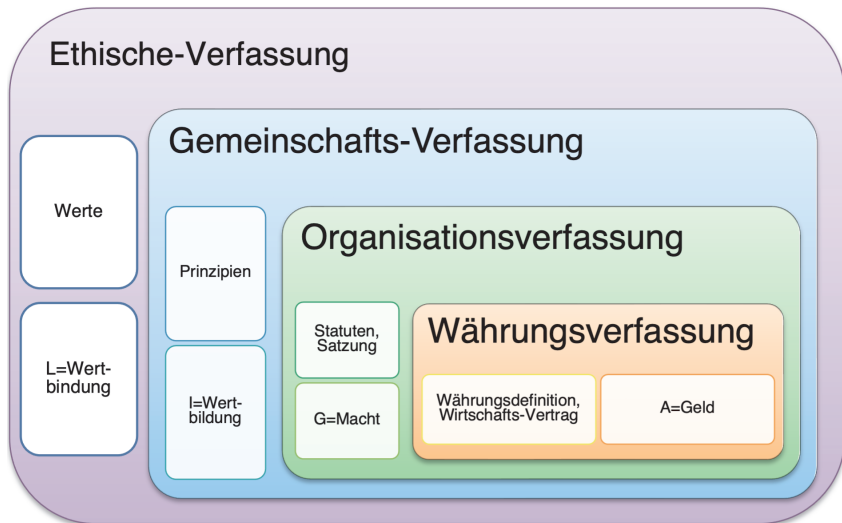 Ethische-Verfassung
Gemeinschafts-Verfassung
Werte
Organisationsverfassung
Prinzipien
Statuten,
Satzung
Währungsverfassung
L=Wert-
bindung
I=Wert-
bildung
G=Macht
Währungsdefinition,
Wirtschafts-Vertrag
A=Geld